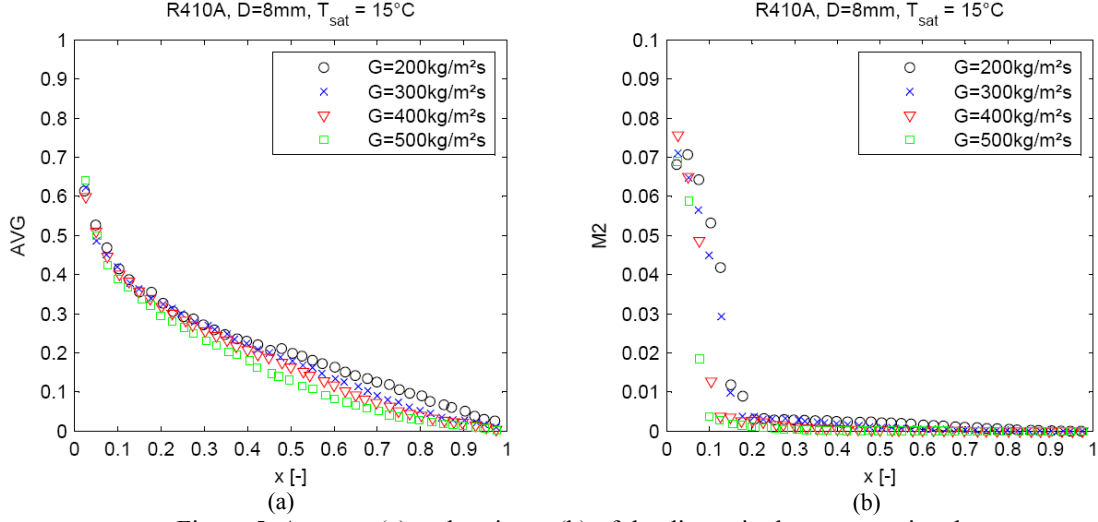 R410A, D=8mm, T_sat = 15°C
1
0.9
0.8
0.7
0.6
0.5
0.4
0.3
0.2
0.1
0
AVG
G=200kg/m²s
G=300kg/m²s
G=400kg/m²s
G=500kg/m²s
0 0.1 0.2 0.3 0.4 0.5 0.6 0.7 0.8 0.9 1
x [-]
(a)
R410A, D=8mm, T_sat = 15°C
0.1
0.09
0.08
0.07
0.06
0.05
0.04
0.03
0.02
0.01
0
M2
G=200kg/m²s
G=300kg/m²s
G=400kg/m²s
G=500kg/m²s
0 0.1 0.2 0.3 0.4 0.5 0.6 0.7 0.8 0.9 1
x [-]
(b)
Figure 5 (a) and (b) of the